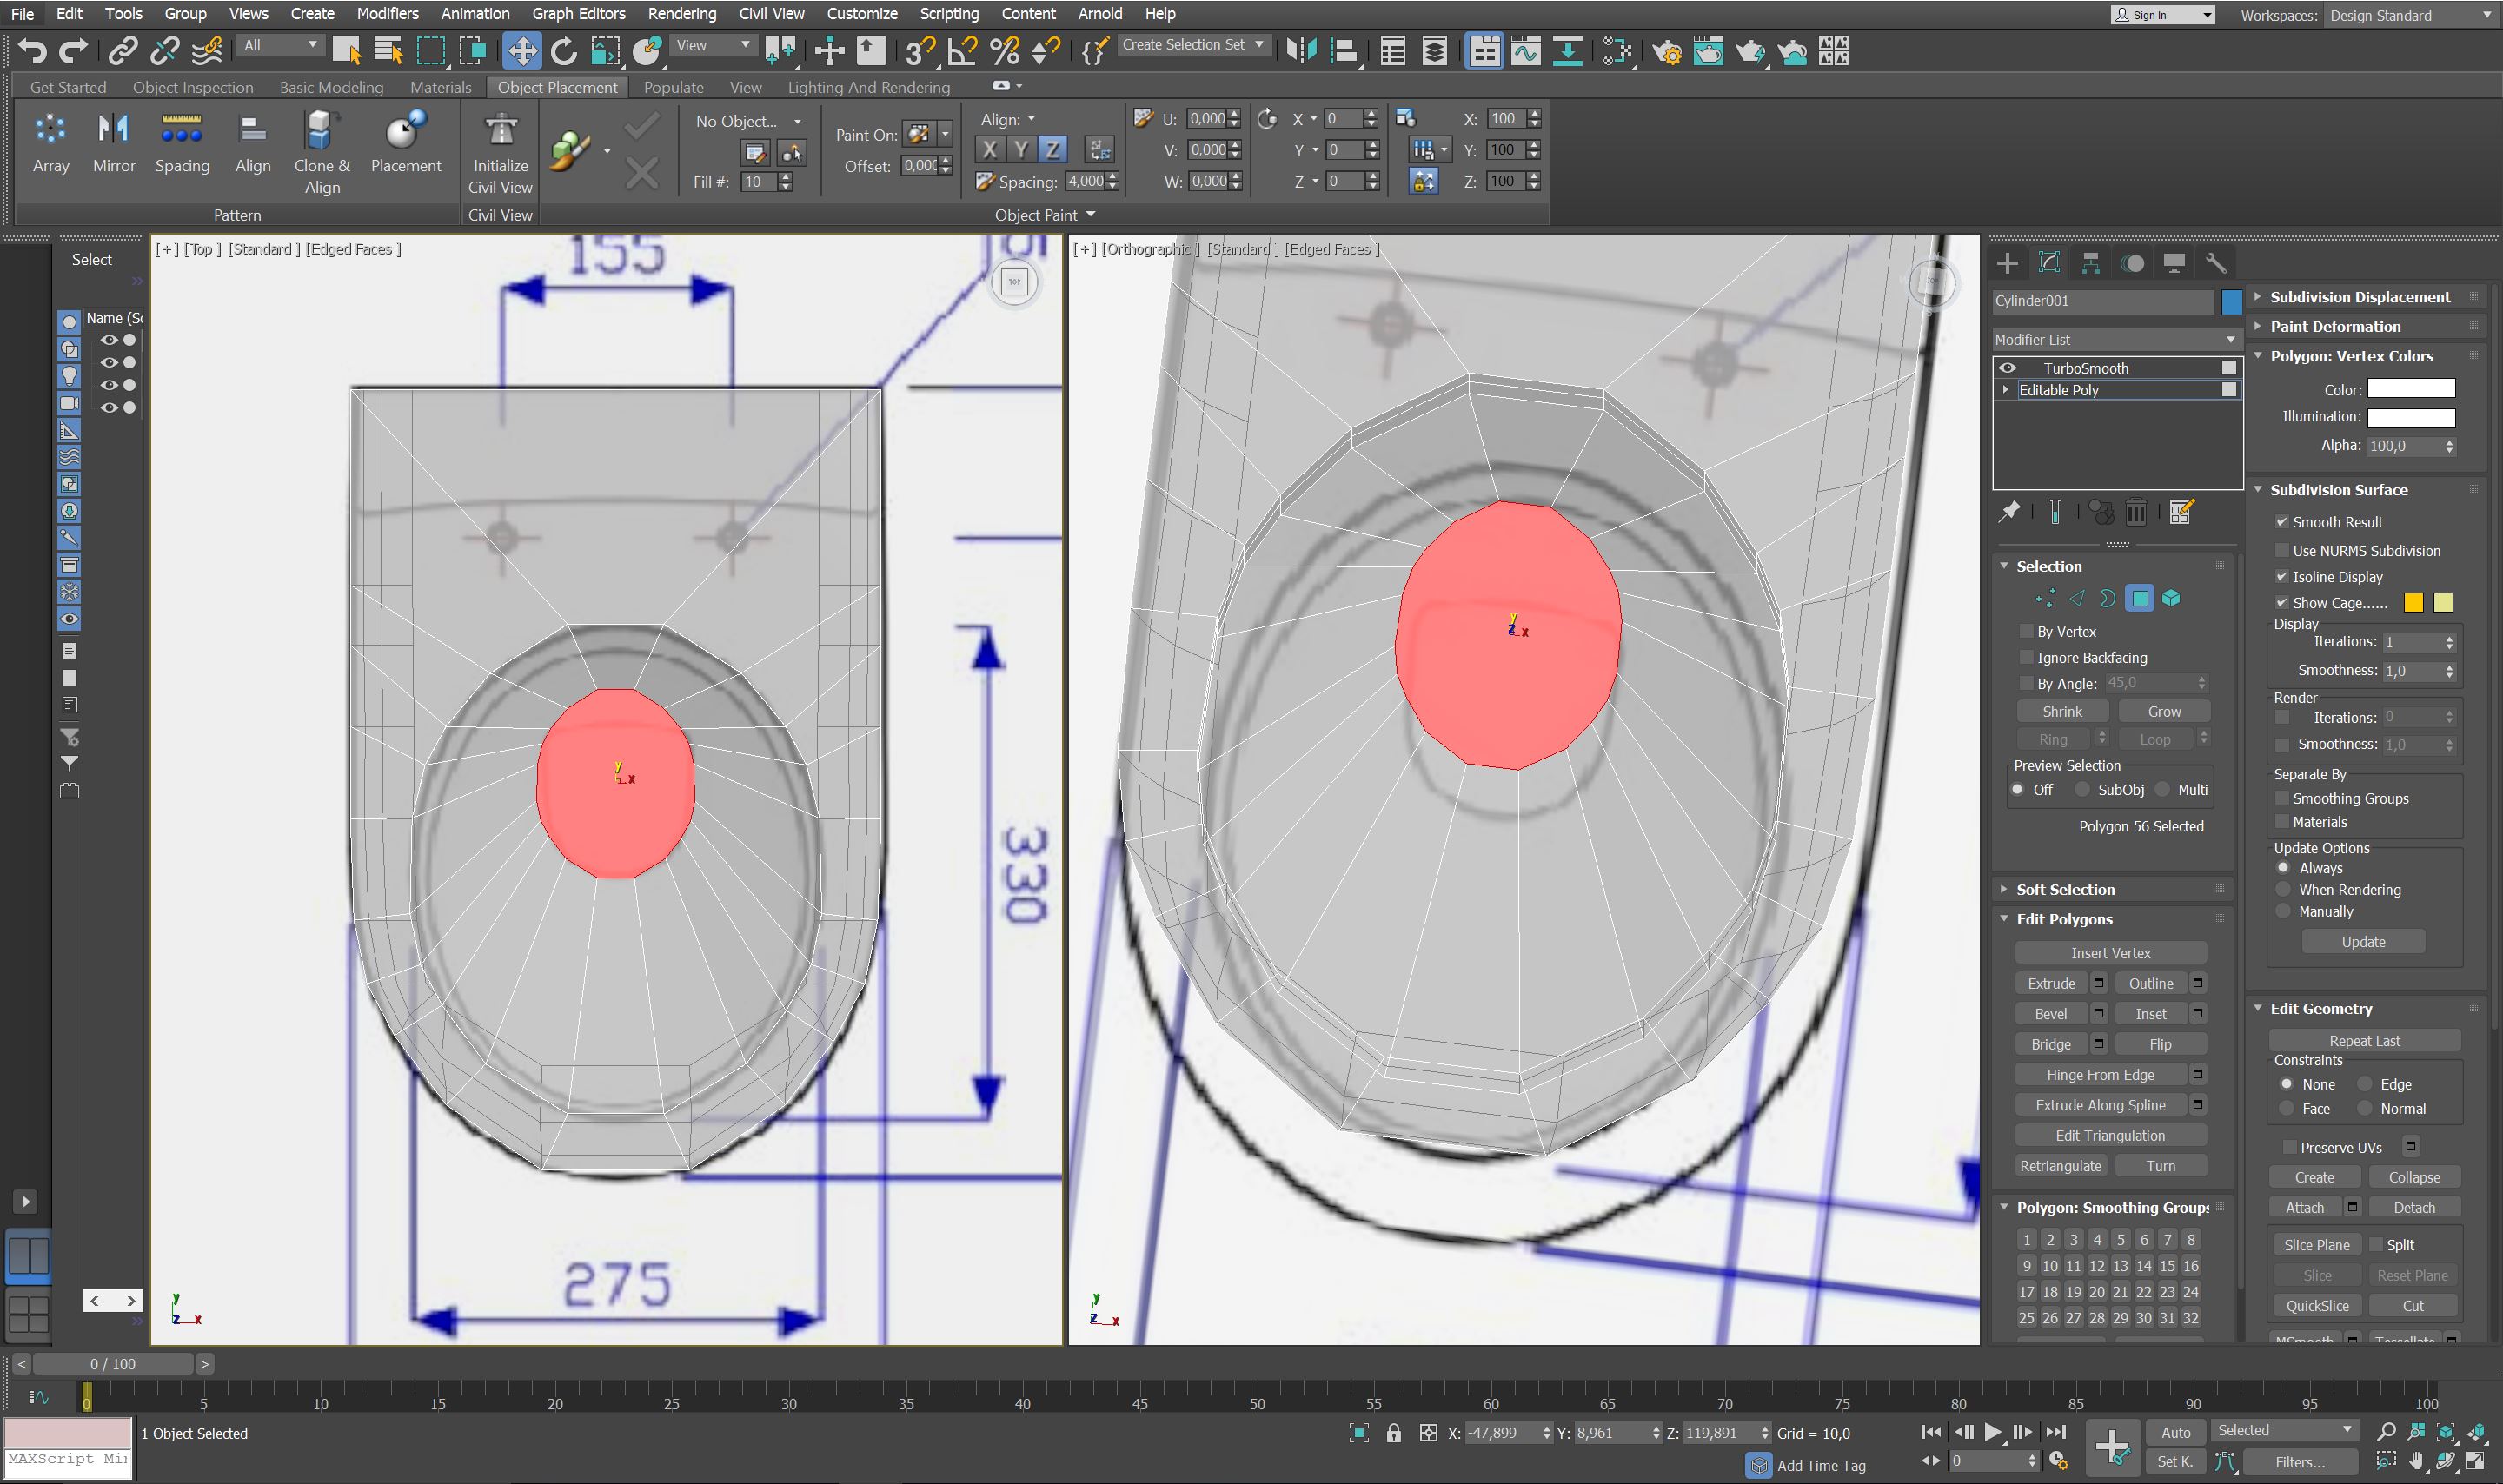 File Edit Tools Group Views Create Modifiers Animation Graph Editors Rendering Civil View Customize Scripting Content Arnold Help Sign In Workspaces: Design Standard
All View Create Selection Set
Get Started Object Inspection Basic Modeling Materials Object Placement Populate View Lighting And Rendering
No Object... Align: U: 0,000 X 0 X: 100
Paint On: X Y Z V: 0,000 Y 0 Y: 100
Array Mirror Spacing Align Clone & Align Placement Initialize Civil View Offset: 0,000
Fill #: 10 Spacing: 4,000 W: 0,000 Z 0 Z: 100
Pattern Civil View Object Paint
Select
Name (Sc
[ + ] [Top ] [Standard ] [Edged Faces ]
155
TOP
330
275
y
x
y
z x
[ + ] [Orthographic ] [Standard ] [Edged Faces ]
y
z x
y
z x
Cylinder001
Modifier List
TurboSmooth
Editable Poly
Selection
By Vertex
Ignore Backfacing
By Angle: 45,0
Shrink Grow
Ring Loop
Preview Selection
Off SubObj Multi
Polygon 56 Selected
Soft Selection
Edit Polygons
Insert Vertex
Extrude Outline
Bevel Inset
Bridge Flip
Hinge From Edge
Extrude Along Spline
Edit Triangulation
Retriangulate Turn
Polygon: Smoothing Groups
1 2 3 4 5 6 7 8
9 10 11 12 13 14 15 16
17 18 19 20 21 22 23 24
25 26 27 28 29 30 31 32
Subdivision Displacement
Paint Deformation
Polygon: Vertex Colors
Color:
Illumination:
Alpha: 100,0
Subdivision Surface
Smooth Result
Use NURMS Subdivision
Isoline Display
Show Cage......
Display
Iterations: 1
Smoothness: 1,0
Render
Iterations: 0
Smoothness: 1,0
Separate By
Smoothing Groups
Materials
Update Options
Always
When Rendering
Manually
Update
Edit Geometry
Repeat Last
Constraints
None Edge
Face Normal
Preserve UVs
Create Collapse
Attach Detach
Slice Plane Split
Slice Reset Plane
QuickSlice Cut
MSmooth Tessellate
< 0 / 100 >
0 5 10 15 20 25 30 35 40 45 50 55 60 65 70 75 80 85 90 95 100
1 Object Selected X: -47,899 Y: 8,961 Z: 119,891 Grid = 10,0 Auto Selected
MAXScript Mi Add Time Tag 0 Set K. Filters...